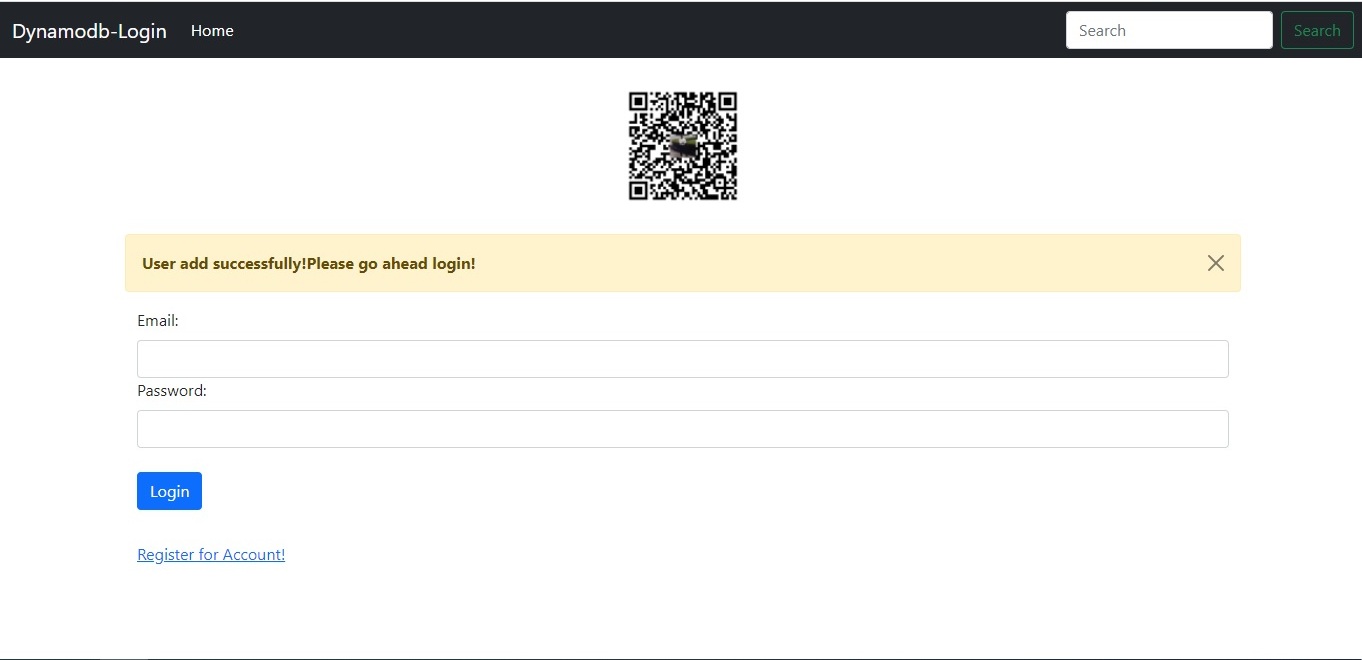 Dynamodb-Login Home Search Search
User add successfully!Please go ahead login!
Email:
Password:
Login
Register for Account!